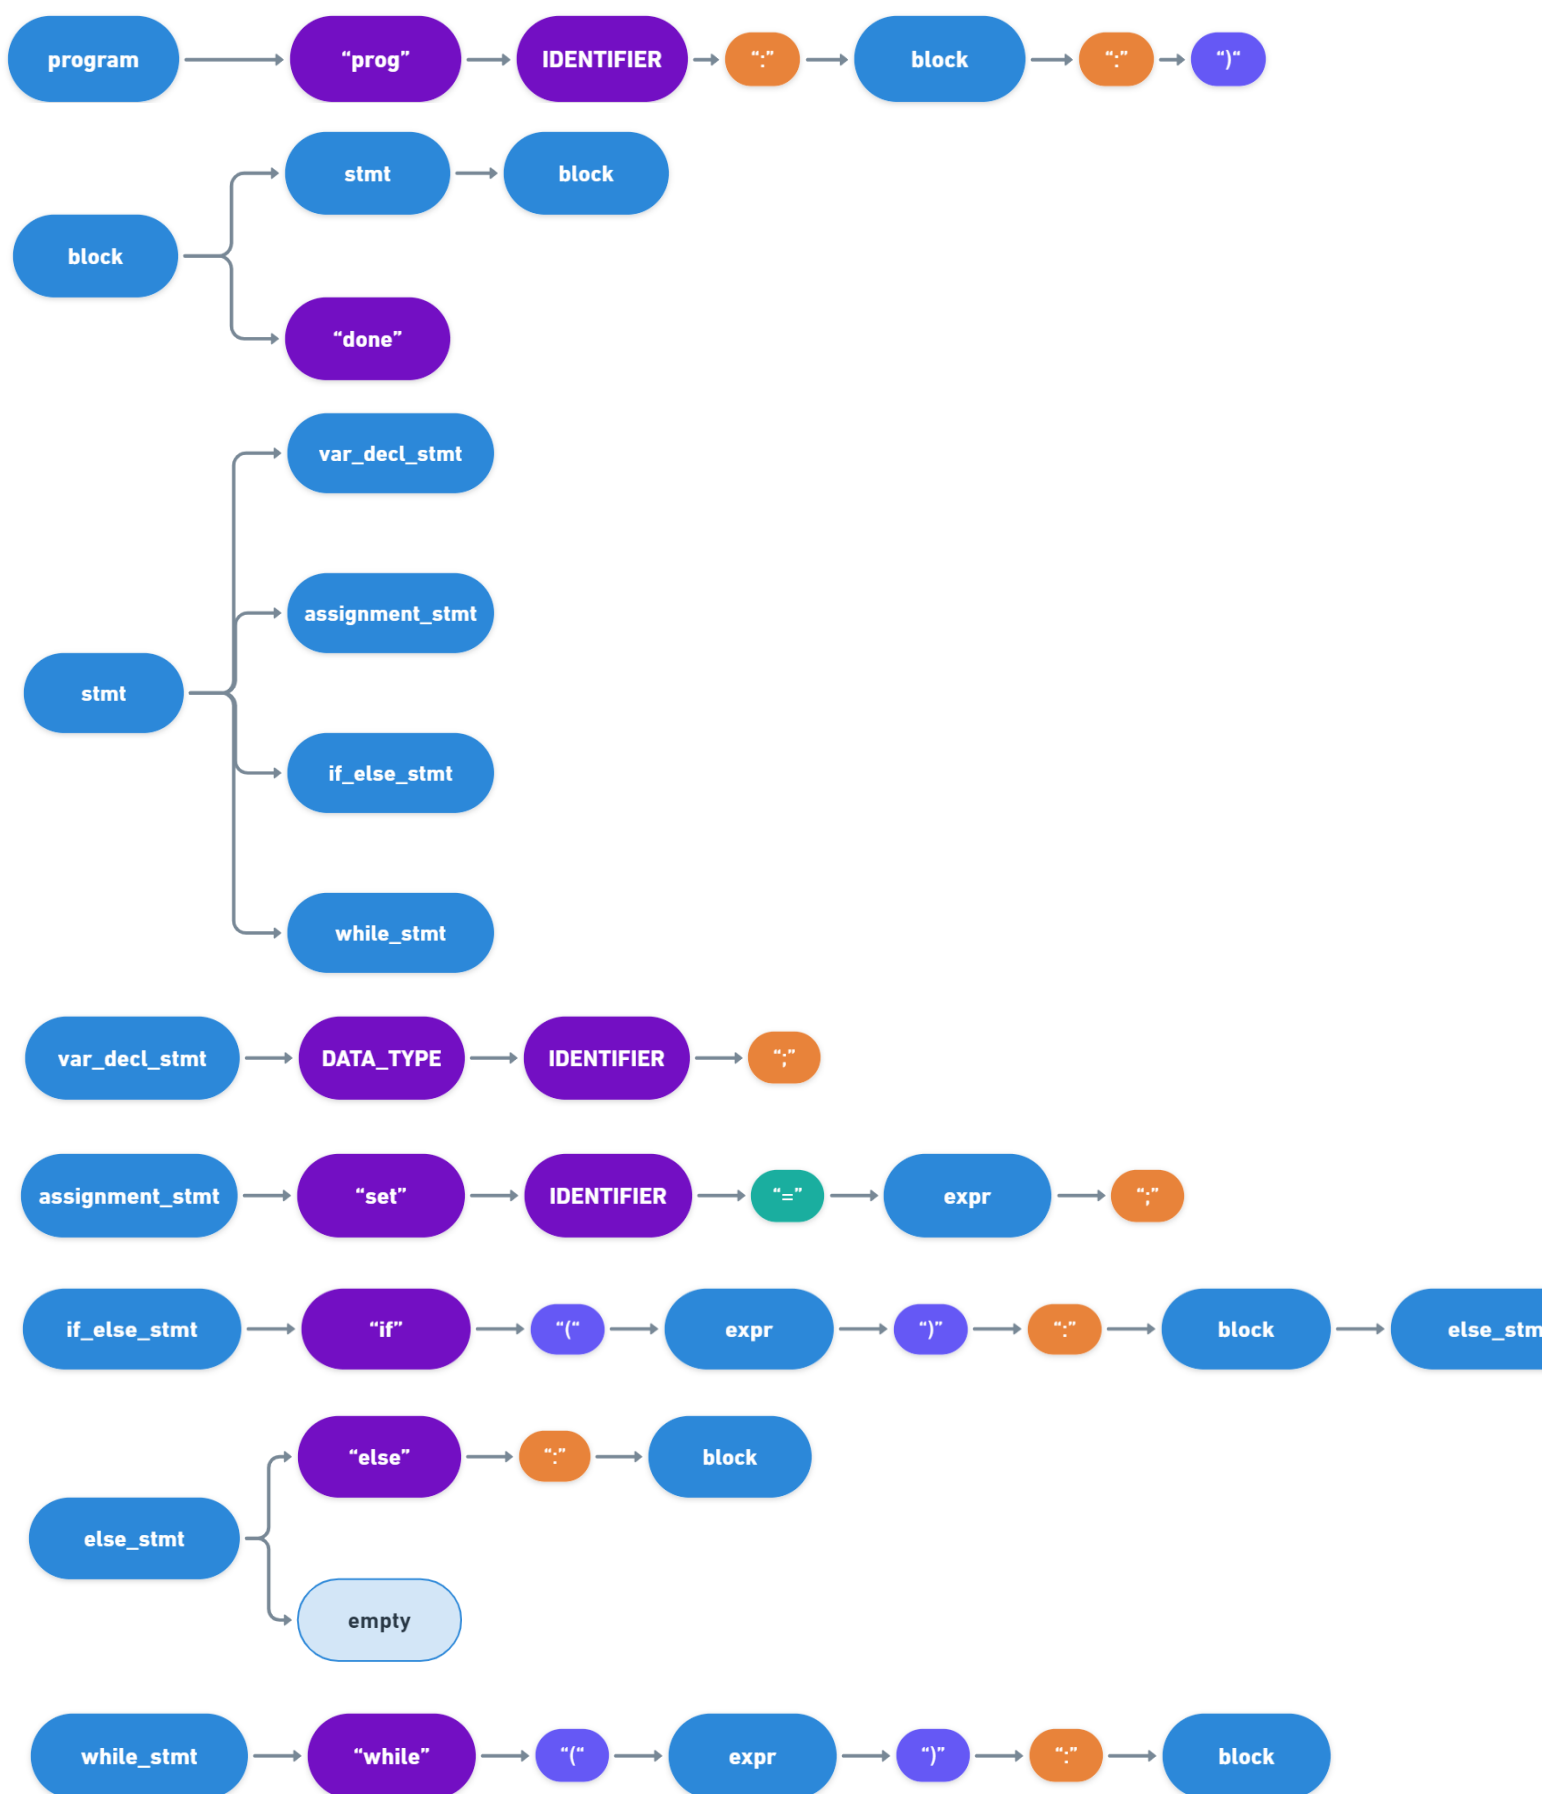 program “prog” IDENTIFIER “:” block “:” “)“
stmt block
block
“done”
var_decl_stmt
assignment_stmt
stmt
if_else_stmt
while_stmt
var_decl_stmt DATA_TYPE IDENTIFIER “;”
assignment_stmt “set” IDENTIFIER “=” expr “;”
if_else_stmt “if” “(“ expr “)” “:” block else_stm
“else” “:” block
else_stmt
empty
while_stmt “while” “(“ expr “)” “:” block